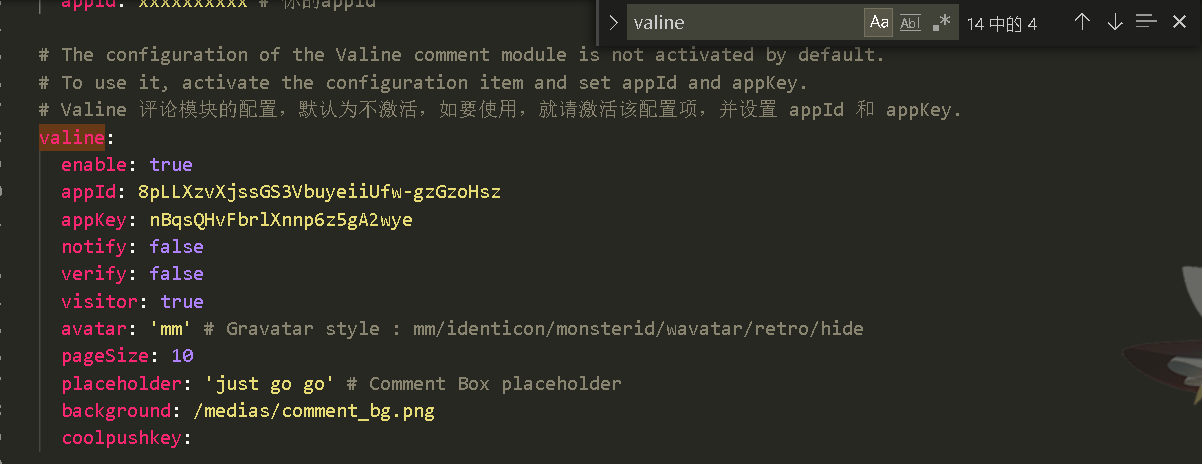 appId: xxxxxxxxxx # 你的appId
valine
Aa
Abl
.*
14 中的 4
# The configuration of the Valine comment module is not activated by default.
# To use it, activate the configuration item and set appId and appKey.
# Valine 评论模块的配置，默认为不激活，如要使用，就请激活该配置项，并设置 appId 和 appKey.
valine:
enable: true
appId: 8pLLXzvXjssGS3VbuyeiiUfw-gzGzoHsz
appKey: nBqsQHvFbrlXnnp6z5gA2wye
notify: false
verify: false
visitor: true
avatar: 'mm' # Gravatar style : mm/identicon/monsterid/wavatar/retro/hide
pageSize: 10
placeholder: 'just go go' # Comment Box placeholder
background: /medias/comment_bg.png
coolpushkey: